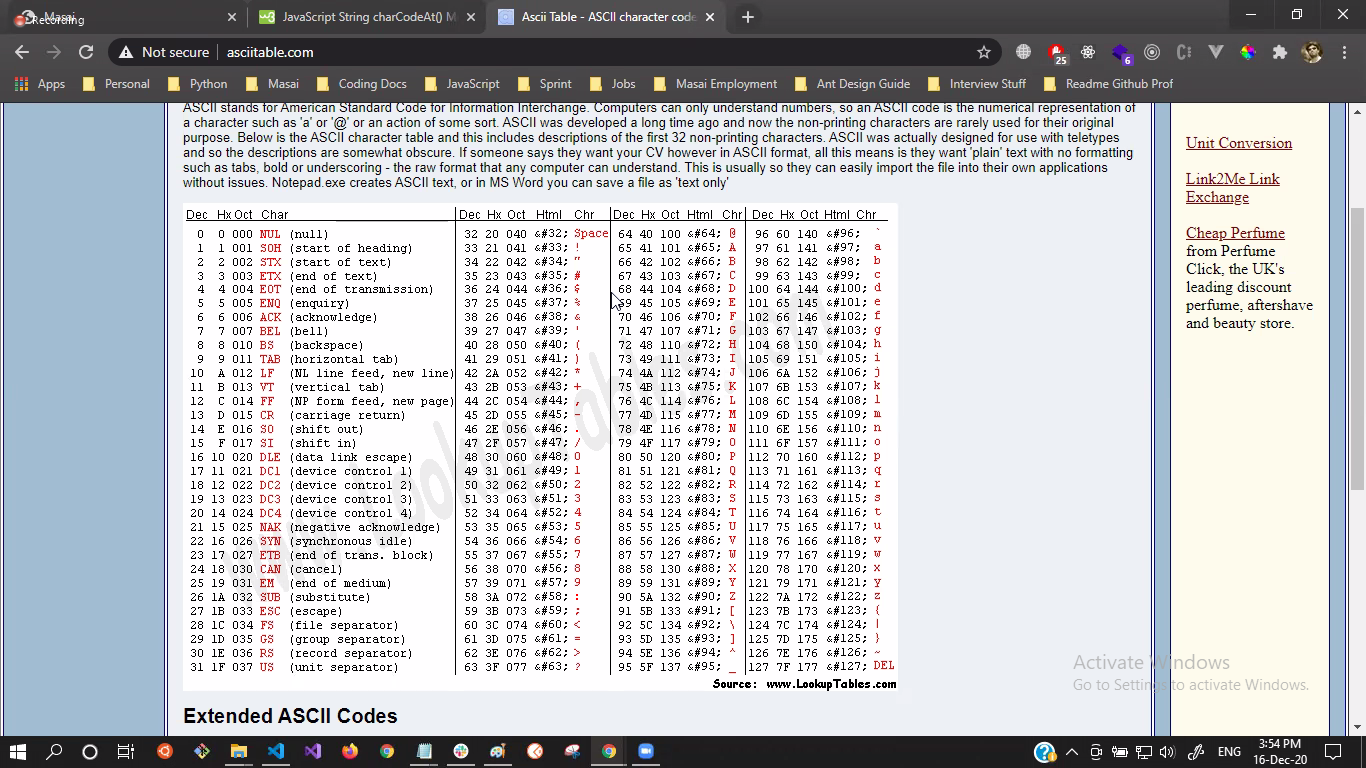 Recording
Masai
JavaScript String charCodeAt() M
Ascii Table - ASCII character code
Not secure | asciitable.com
25
6
Apps Personal Python Masai Coding Docs JavaScript Sprint Jobs Masai Employment Ant Design Guide Interview Stuff Readme Github Prof
ASCII stands for American Standard Code for Information Interchange. Computers can only understand numbers, so an ASCII code is the numerical representation of
a character such as 'a' or '@' or an action of some sort. ASCII was developed a long time ago and now the non-printing characters are rarely used for their original
purpose. Below is the ASCII character table and this includes descriptions of the first 32 non-printing characters. ASCII was actually designed for use with teletypes
and so the descriptions are somewhat obscure. If someone says they want your CV however in ASCII format, all this means is they want 'plain' text with no formatting
such as tabs, bold or underscoring - the raw format that any computer can understand. This is usually so they can easily import the file into their own applications
without issues. Notepad.exe creates ASCII text, or in MS Word you can save a file as 'text only'
Dec Hx Oct Char Dec Hx Oct Html Chr Dec Hx Oct Html Chr Dec Hx Oct Html Chr
0 0 000 NUL (null) 32 20 040 &#32; Space 64 40 100 &#64; @ 96 60 140 &#96; `
1 1 001 SOH (start of heading) 33 21 041 &#33; ! 65 41 101 &#65; A 97 61 141 &#97; a
2 2 002 STX (start of text) 34 22 042 &#34; " 66 42 102 &#66; B 98 62 142 &#98; b
3 3 003 ETX (end of text) 35 23 043 &#35; # 67 43 103 &#67; C 99 63 143 &#99; c
4 4 004 EOT (end of transmission) 36 24 044 &#36; $ 68 44 104 &#68; D 100 64 144 &#100; d
5 5 005 ENQ (enquiry) 37 25 045 &#37; % 69 45 105 &#69; E 101 65 145 &#101; e
6 6 006 ACK (acknowledge) 38 26 046 &#38; & 70 46 106 &#70; F 102 66 146 &#102; f
7 7 007 BEL (bell) 39 27 047 &#39; ' 71 47 107 &#71; G 103 67 147 &#103; g
8 8 010 BS (backspace) 40 28 050 &#40; ( 72 48 110 &#72; H 104 68 150 &#104; h
9 9 011 TAB (horizontal tab) 41 29 051 &#41; ) 73 49 111 &#73; I 105 69 151 &#105; i
10 A 012 LF (NL line feed, new line) 42 2A 052 &#42; * 74 4A 112 &#74; J 106 6A 152 &#106; j
11 B 013 VT (vertical tab) 43 2B 053 &#43; + 75 4B 113 &#75; K 107 6B 153 &#107; k
12 C 014 FF (NP form feed, new page) 44 2C 054 &#44; , 76 4C 114 &#76; L 108 6C 154 &#108; l
13 D 015 CR (carriage return) 45 2D 055 &#45; - 77 4D 115 &#77; M 109 6D 155 &#109; m
14 E 016 SO (shift out) 46 2E 056 &#46; . 78 4E 116 &#78; N 110 6E 156 &#110; n
15 F 017 SI (shift in) 47 2F 057 &#47; / 79 4F 117 &#79; O 111 6F 157 &#111; o
16 10 020 DLE (data link escape) 48 30 060 &#48; 0 80 50 120 &#80; P 112 70 160 &#112; p
17 11 021 DC1 (device control 1) 49 31 061 &#49; 1 81 51 121 &#81; Q 113 71 161 &#113; q
18 12 022 DC2 (device control 2) 50 32 062 &#50; 2 82 52 122 &#82; R 114 72 162 &#114; r
19 13 023 DC3 (device control 3) 51 33 063 &#51; 3 83 53 123 &#83; S 115 73 163 &#115; s
20 14 024 DC4 (device control 4) 52 34 064 &#52; 4 84 54 124 &#84; T 116 74 164 &#116; t
21 15 025 NAK (negative acknowledge) 53 35 065 &#53; 5 85 55 125 &#85; U 117 75 165 &#117; u
22 16 026 SYN (synchronous idle) 54 36 066 &#54; 6 86 56 126 &#86; V 118 76 166 &#118; v
23 17 027 ETB (end of trans. block) 55 37 067 &#55; 7 87 57 127 &#87; W 119 77 167 &#119; w
24 18 030 CAN (cancel) 56 38 070 &#56; 8 88 58 130 &#88; X 120 78 170 &#120; x
25 19 031 EM (end of medium) 57 39 071 &#57; 9 89 59 131 &#89; Y 121 79 171 &#121; y
26 1A 032 SUB (substitute) 58 3A 072 &#58; : 90 5A 132 &#90; Z 122 7A 172 &#122; z
27 1B 033 ESC (escape) 59 3B 073 &#59; ; 91 5B 133 &#91; [ 123 7B 173 &#123; {
28 1C 034 FS (file separator) 60 3C 074 &#60; < 92 5C 134 &#92; \ 124 7C 174 &#124; |
29 1D 035 GS (group separator) 61 3D 075 &#61; = 93 5D 135 &#93; ] 125 7D 175 &#125; }
30 1E 036 RS (record separator) 62 3E 076 &#62; > 94 5E 136 &#94; ^ 126 7E 176 &#126; ~
31 1F 037 US (unit separator) 63 3F 077 &#63; ? 95 5F 137 &#95; _ 127 7F 177 &#127; DEL
www.LookupTables.com
Source: www.LookupTables.com
Extended ASCII Codes
Unit Conversion
Link2Me Link
Exchange
Cheap Perfume
from Perfume
Click, the UK's
leading discount
perfume, aftershave
and beauty store.
Activate Windows
Go to Settings to activate Windows.
ENG
3:54 PM
16-Dec-20